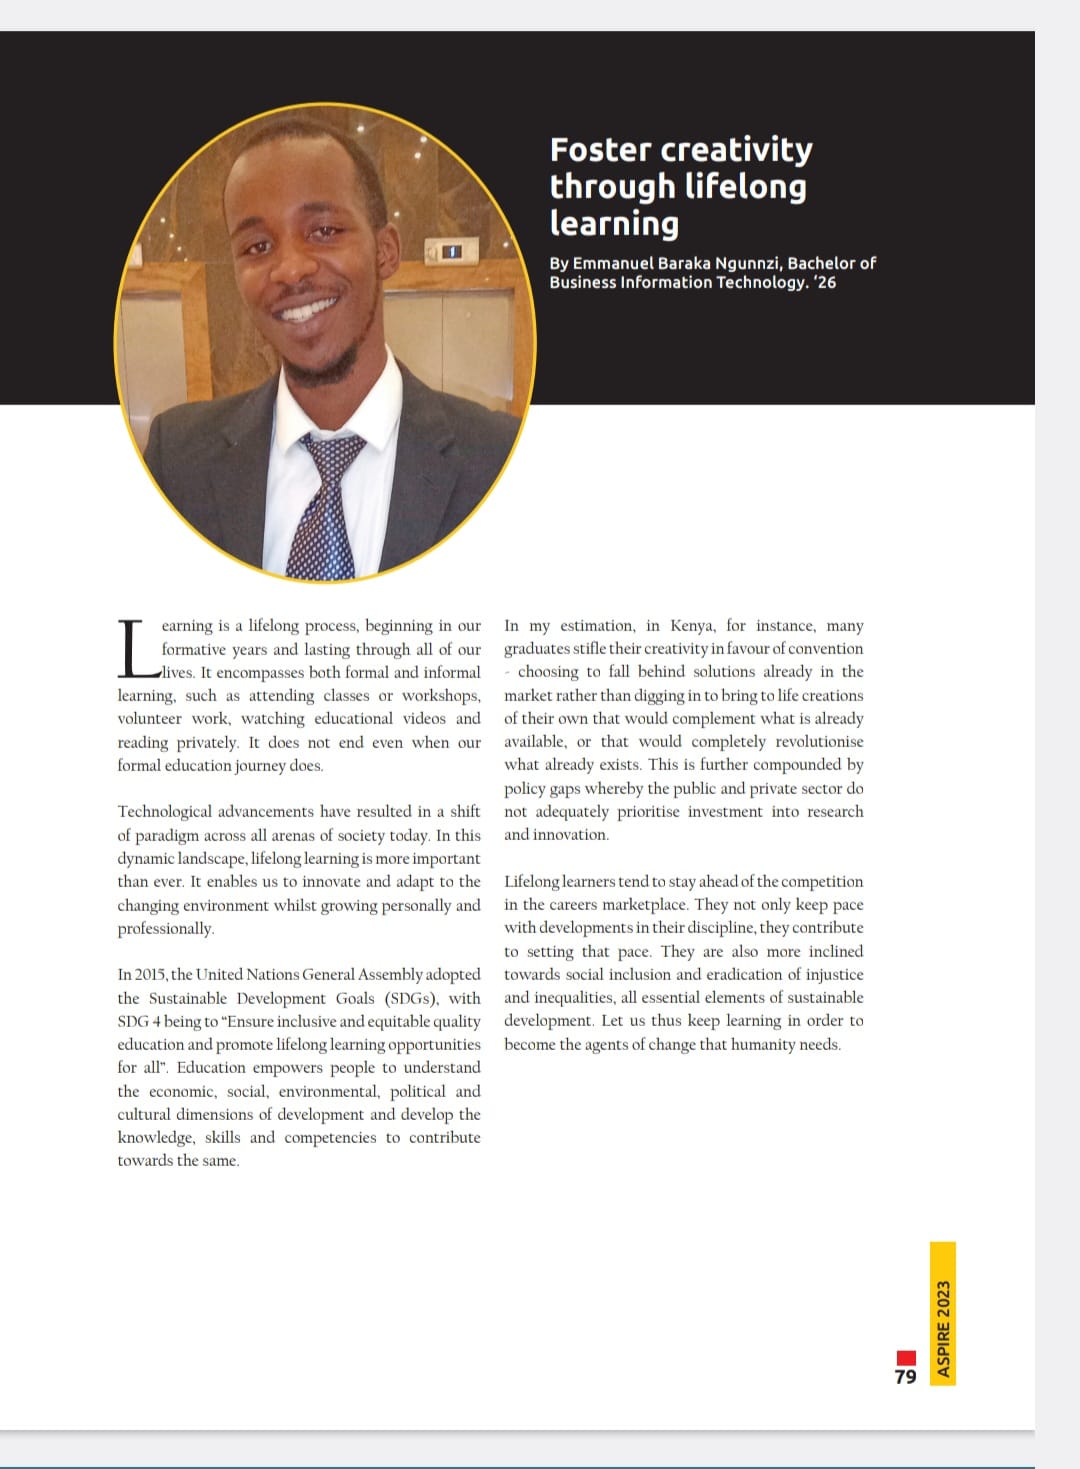 Foster creativity
through lifelong
learning
By Emmanuel Baraka Ngunnzi, Bachelor of
Business Information Technology. ‘26
1
Learning is a lifelong process, beginning in our
formative years and lasting through all of our
lives. It encompasses both formal and informal
learning, such as attending classes or workshops,
volunteer work, watching educational videos and
reading privately. It does not end even when our
formal education journey does.
Technological advancements have resulted in a shift
of paradigm across all arenas of society today. In this
dynamic landscape, lifelong learning is more important
than ever. It enables us to innovate and adapt to the
changing environment whilst growing personally and
professionally.
In 2015, the United Nations General Assembly adopted
the Sustainable Development Goals (SDGs), with
SDG 4 being to “Ensure inclusive and equitable quality
education and promote lifelong learning opportunities
for all”. Education empowers people to understand
the economic, social, environmental, political and
cultural dimensions of development and develop the
knowledge, skills and competencies to contribute
towards the same.
In my estimation, in Kenya, for instance, many
graduates stifle their creativity in favour of convention
- choosing to fall behind solutions already in the
market rather than digging in to bring to life creations
of their own that would complement what is already
available, or that would completely revolutionise
what already exists. This is further compounded by
policy gaps whereby the public and private sector do
not adequately prioritise investment into research
and innovation.
Lifelong learners tend to stay ahead of the competition
in the careers marketplace. They not only keep pace
with developments in their discipline, they contribute
to setting that pace. They are also more inclined
towards social inclusion and eradication of injustice
and inequalities, all essential elements of sustainable
development. Let us thus keep learning in order to
become the agents of change that humanity needs.
79
ASPIRE 2023